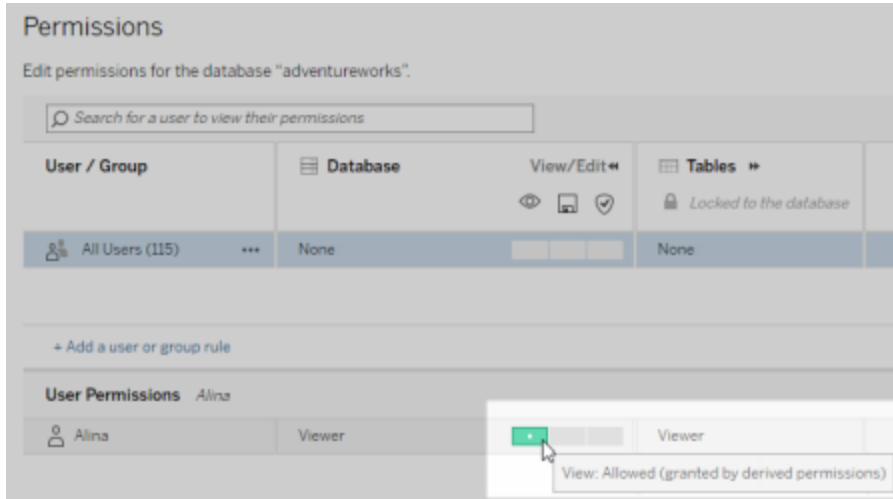 Permissions
Edit permissions for the database "adventureworks".
Search for a user to view their permissions
User / Group Database View/Edit Tables
Locked to the database
All Users (115) ••• None None
+ Add a user or group rule
User Permissions Alina
Alina Viewer Viewer
View: Allowed (granted by derived permissions)